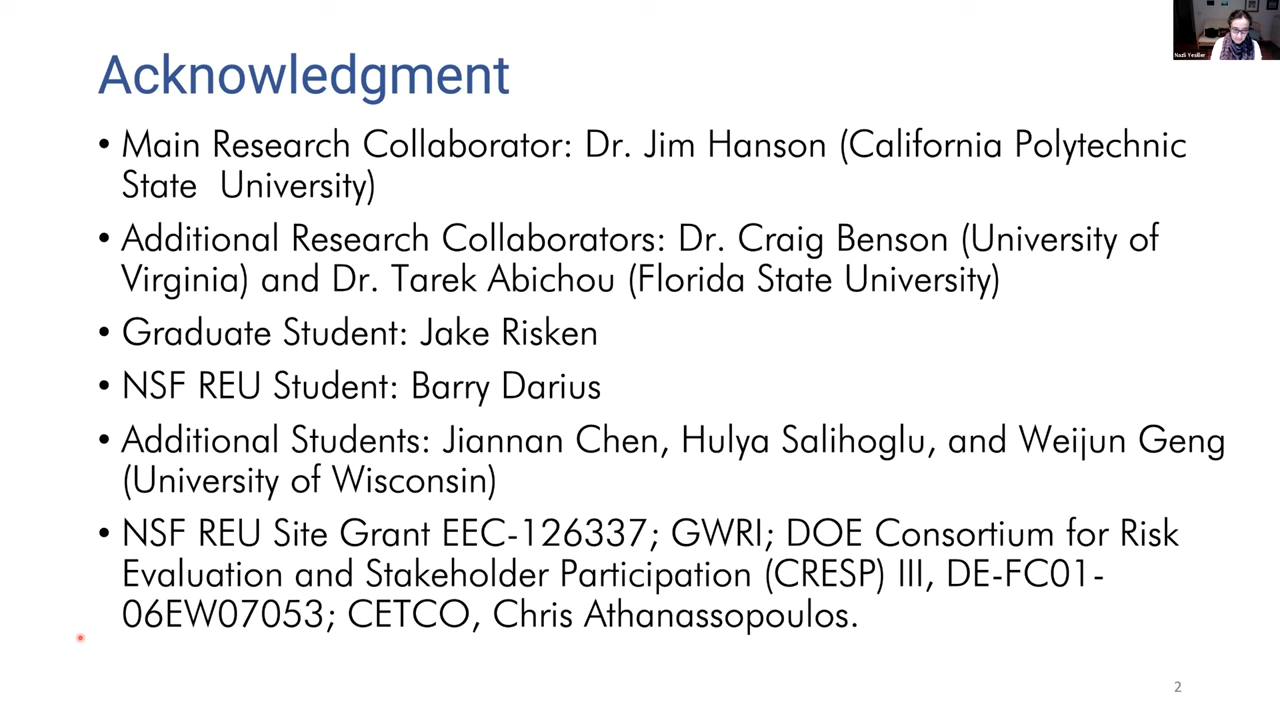 Nazli Yesiller
Acknowledgment
• Main Research Collaborator: Dr. Jim Hanson (California Polytechnic
State University)
• Additional Research Collaborators: Dr. Craig Benson (University of
Virginia) and Dr. Tarek Abichou (Florida State University)
• Graduate Student: Jake Risken
• NSF REU Student: Barry Darius
• Additional Students: Jiannan Chen, Hulya Salihoglu, and Weijun Geng
(University of Wisconsin)
• NSF REU Site Grant EEC-126337; GWRI; DOE Consortium for Risk
Evaluation and Stakeholder Participation (CRESP) III, DE-FC01-
06EW07053; CETCO, Chris Athanassopoulos.
2